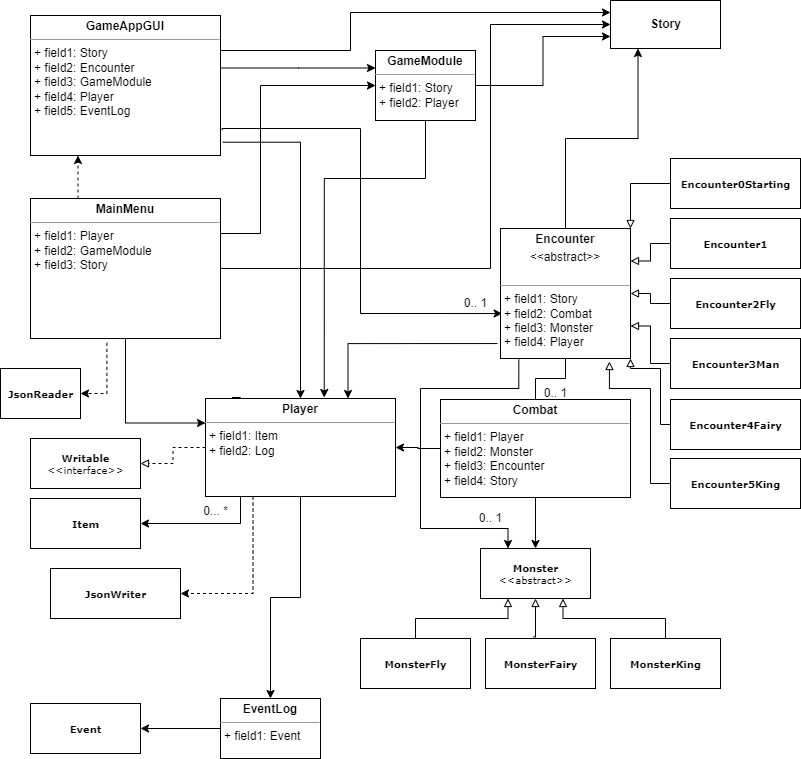 GameAppGUI
+ field1: Story
+ field2: Encounter
+ field3: GameModule
+ field4: Player
+ field5: EventLog
Story
GameModule
+ field1: Story
+ field2: Player
MainMenu
+ field1: Player
+ field2: GameModule
+ field3: Story
Encounter
<<abstract>>
+ field1: Story
+ field2: Combat
+ field3: Monster
+ field4: Player
0.. 1
Encounter0Starting
Encounter1
Encounter2Fly
Encounter3Man
Encounter4Fairy
Encounter5King
JsonReader
Player
+ field1: Item
+ field2: Log
0.. 1
Combat
+ field1: Player
+ field2: Monster
+ field3: Encounter
+ field4: Story
Writable
<<interface>>
0... *
Item
0.. 1
JsonWriter
Monster
<<abstract>>
MonsterFly
MonsterFairy
MonsterKing
EventLog
+ field1: Event
Event